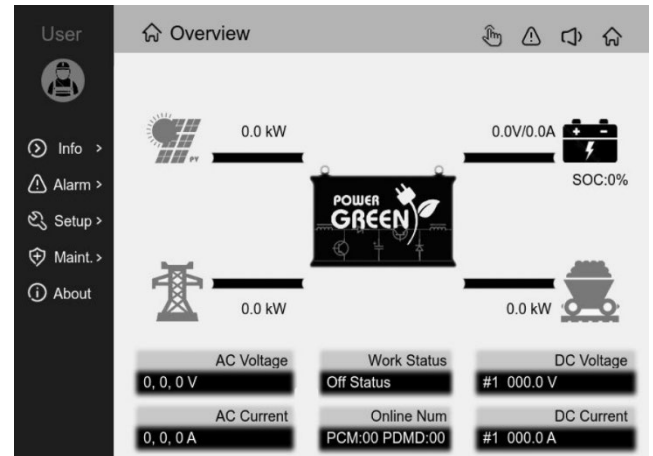 User
Overview
0.0 kW
0.0V/0.0A
PV
SOC:0%
Info >
Alarm >
Setup >
Maint. >
About
POWER
GREEN
0.0 kW
0.0 kW
AC Voltage
Work Status
DC Voltage
0, 0, 0 V
Off Status
#1 000.0 V
AC Current
Online Num
DC Current
0, 0, 0 A
PCM:00 PDMD:00
#1 000.0 A